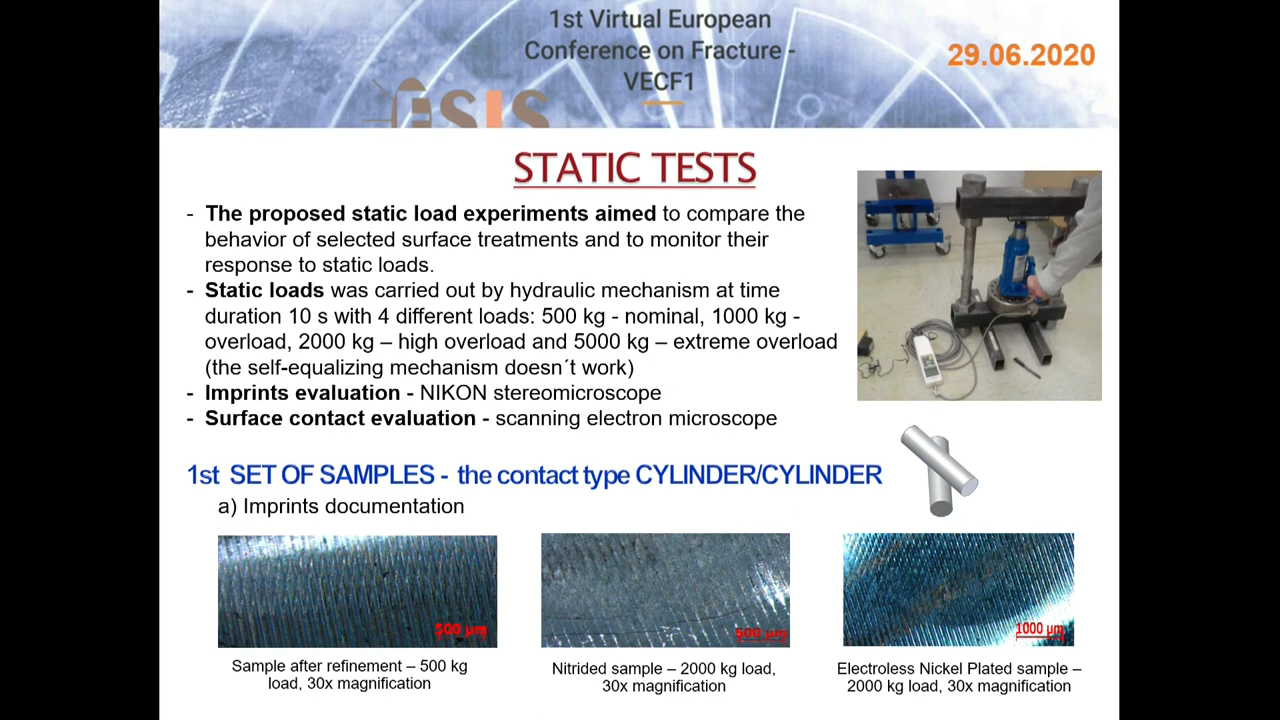 1st Virtual European
Conference on Fracture -
VECF1
29.06.2020
ESIS
STATIC TESTS
- The proposed static load experiments aimed to compare the
behavior of selected surface treatments and to monitor their
response to static loads.
- Static loads was carried out by hydraulic mechanism at time
duration 10 s with 4 different loads: 500 kg - nominal, 1000 kg -
overload, 2000 kg – high overload and 5000 kg – extreme overload
(the self-equalizing mechanism doesn´t work)
- Imprints evaluation - NIKON stereomicroscope
- Surface contact evaluation - scanning electron microscope
1st SET OF SAMPLES - the contact type CYLINDER/CYLINDER
a) Imprints documentation
500 µm
500 µm
1000 µm
Sample after refinement – 500 kg
load, 30x magnification
Nitrided sample – 2000 kg load,
30x magnification
Electroless Nickel Plated sample –
2000 kg load, 30x magnification